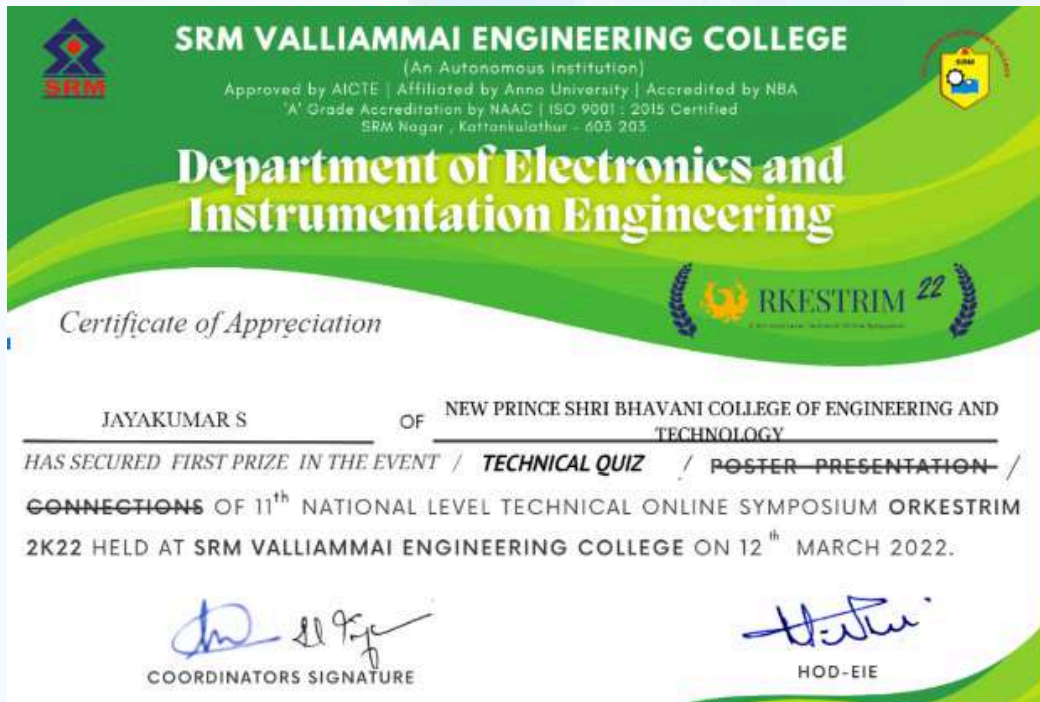 SRM VALLIAMMAI ENGINEERING COLLEGE
(An Autonomous Institution)
Approved by AICTE | Affiliated by Anna University | Accredited by NBA
'A' Grade Accreditation by NAAC | ISO 9001 : 2015 Certified
SRM Nagar , Kattankulathur - 603 203
SRM
SRM
Department of Electronics and
Instrumentation Engineering
RKESTRIM 22
Certificate of Appreciation
JAYAKUMAR S OF NEW PRINCE SHRI BHAVANI COLLEGE OF ENGINEERING AND
TECHNOLOGY
HAS SECURED FIRST PRIZE IN THE EVENT / TECHNICAL QUIZ / POSTER PRESENTATION /
CONNECTIONS OF 11th NATIONAL LEVEL TECHNICAL ONLINE SYMPOSIUM ORKESTRIM
2K22 HELD AT SRM VALLIAMMAI ENGINEERING COLLEGE ON 12 th MARCH 2022.
COORDINATORS SIGNATURE
HOD-EIE